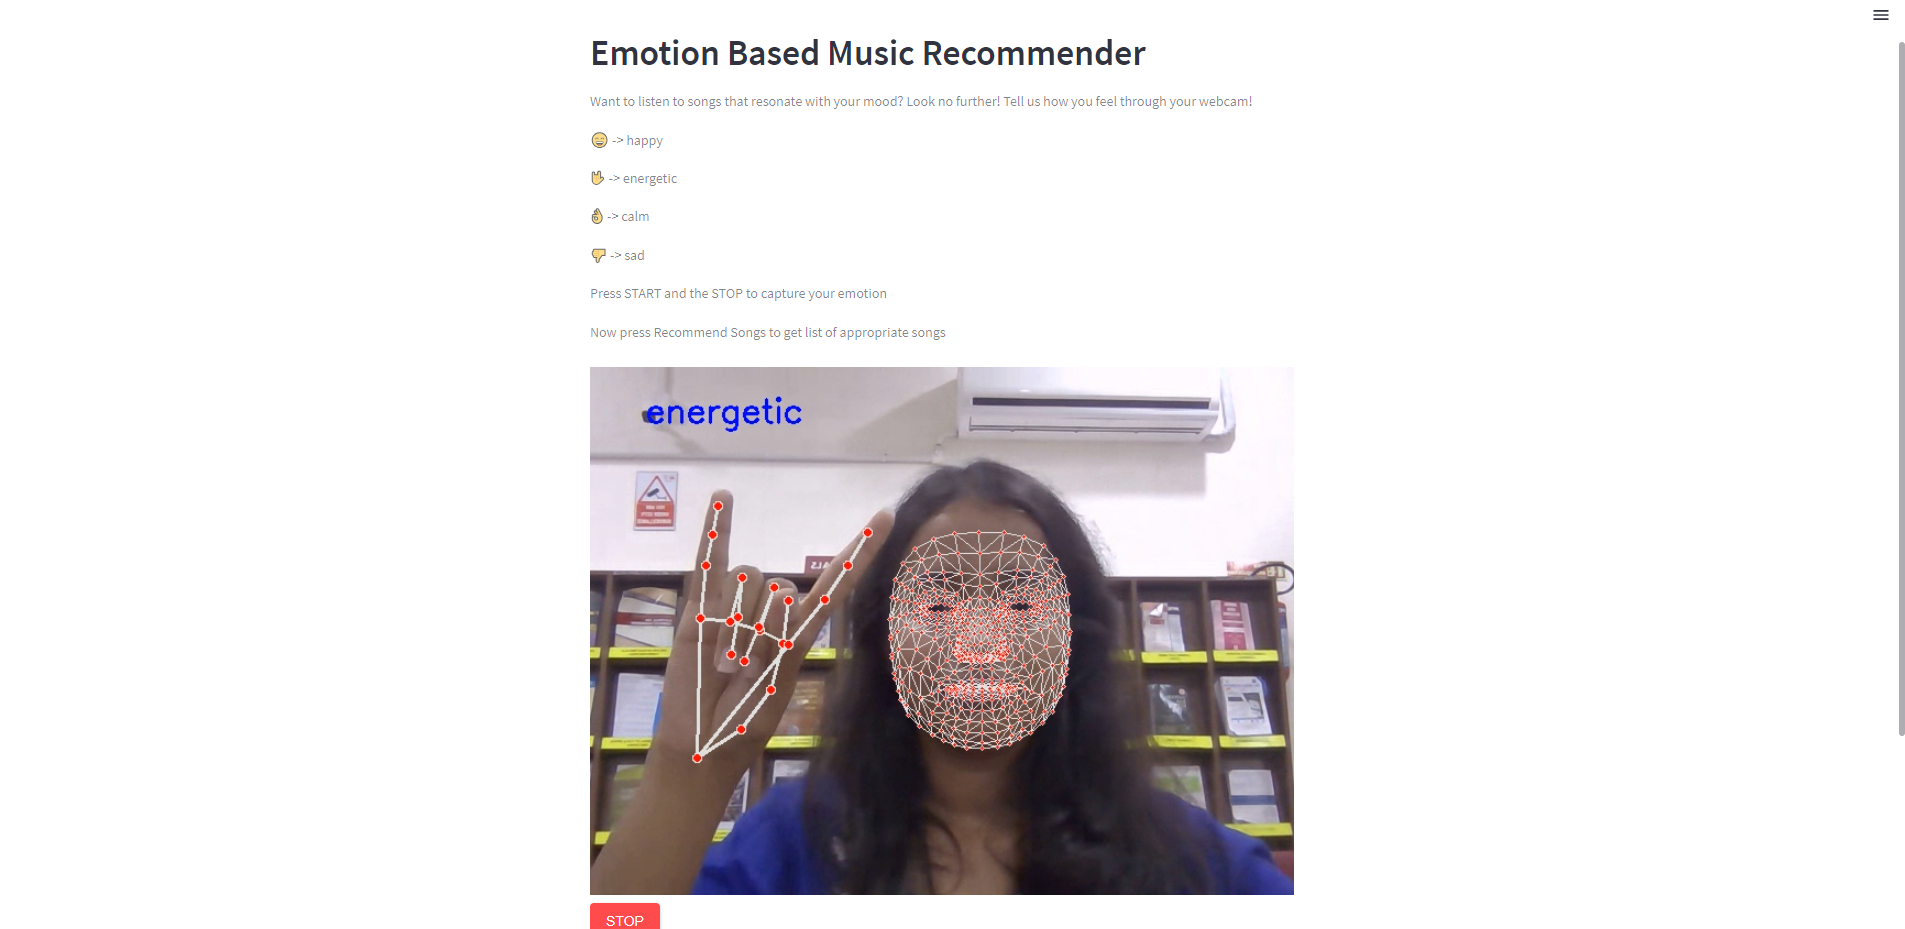 Emotion Based Music Recommender
Want to listen to songs that resonate with your mood? Look no further! Tell us how you feel through your webcam!
😄 -> happy
🤟 -> energetic
👌 -> calm
👎 -> sad
Press START and the STOP to capture your emotion
Now press Recommend Songs to get list of appropriate songs
energetic
STOP